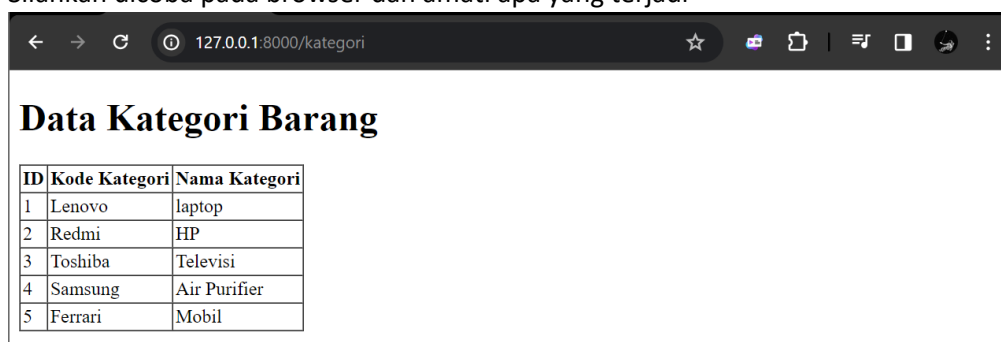 Silahkan dicoba pada browser dan amati apa yang terjadi
127.0.0.1:8000/kategori
Data Kategori Barang
ID Kode Kategori Nama Kategori
1 Lenovo laptop
2 Redmi HP
3 Toshiba Televisi
4 Samsung Air Purifier
5 Ferrari Mobil